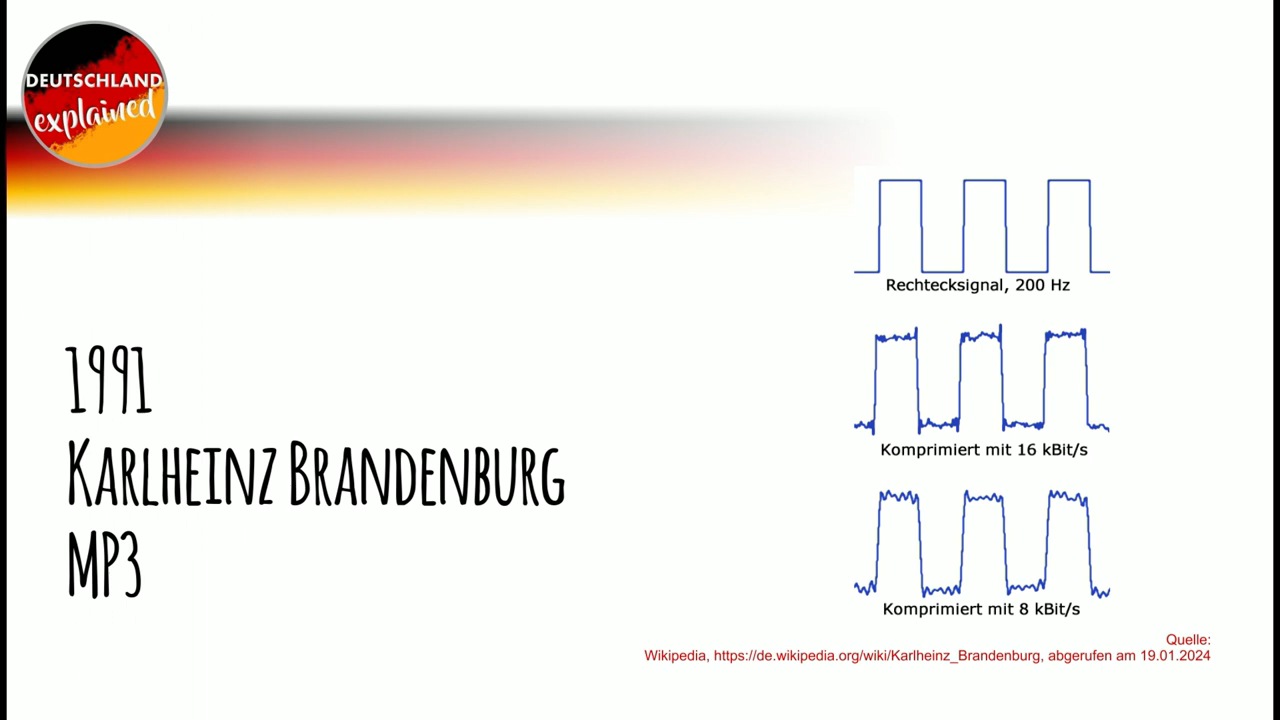 DEUTSCHLAND
explained
Rechtecksignal, 200 Hz
1991
Komprimiert mit 16 kBit/s
KARLHEINZ BRANDENBURG
MP3
Komprimiert mit 8 kBit/s
Quelle:
Wikipedia, https://de.wikipedia.org/wiki/Karlheinz_Brandenburg, abgerufen am 19.01.2024